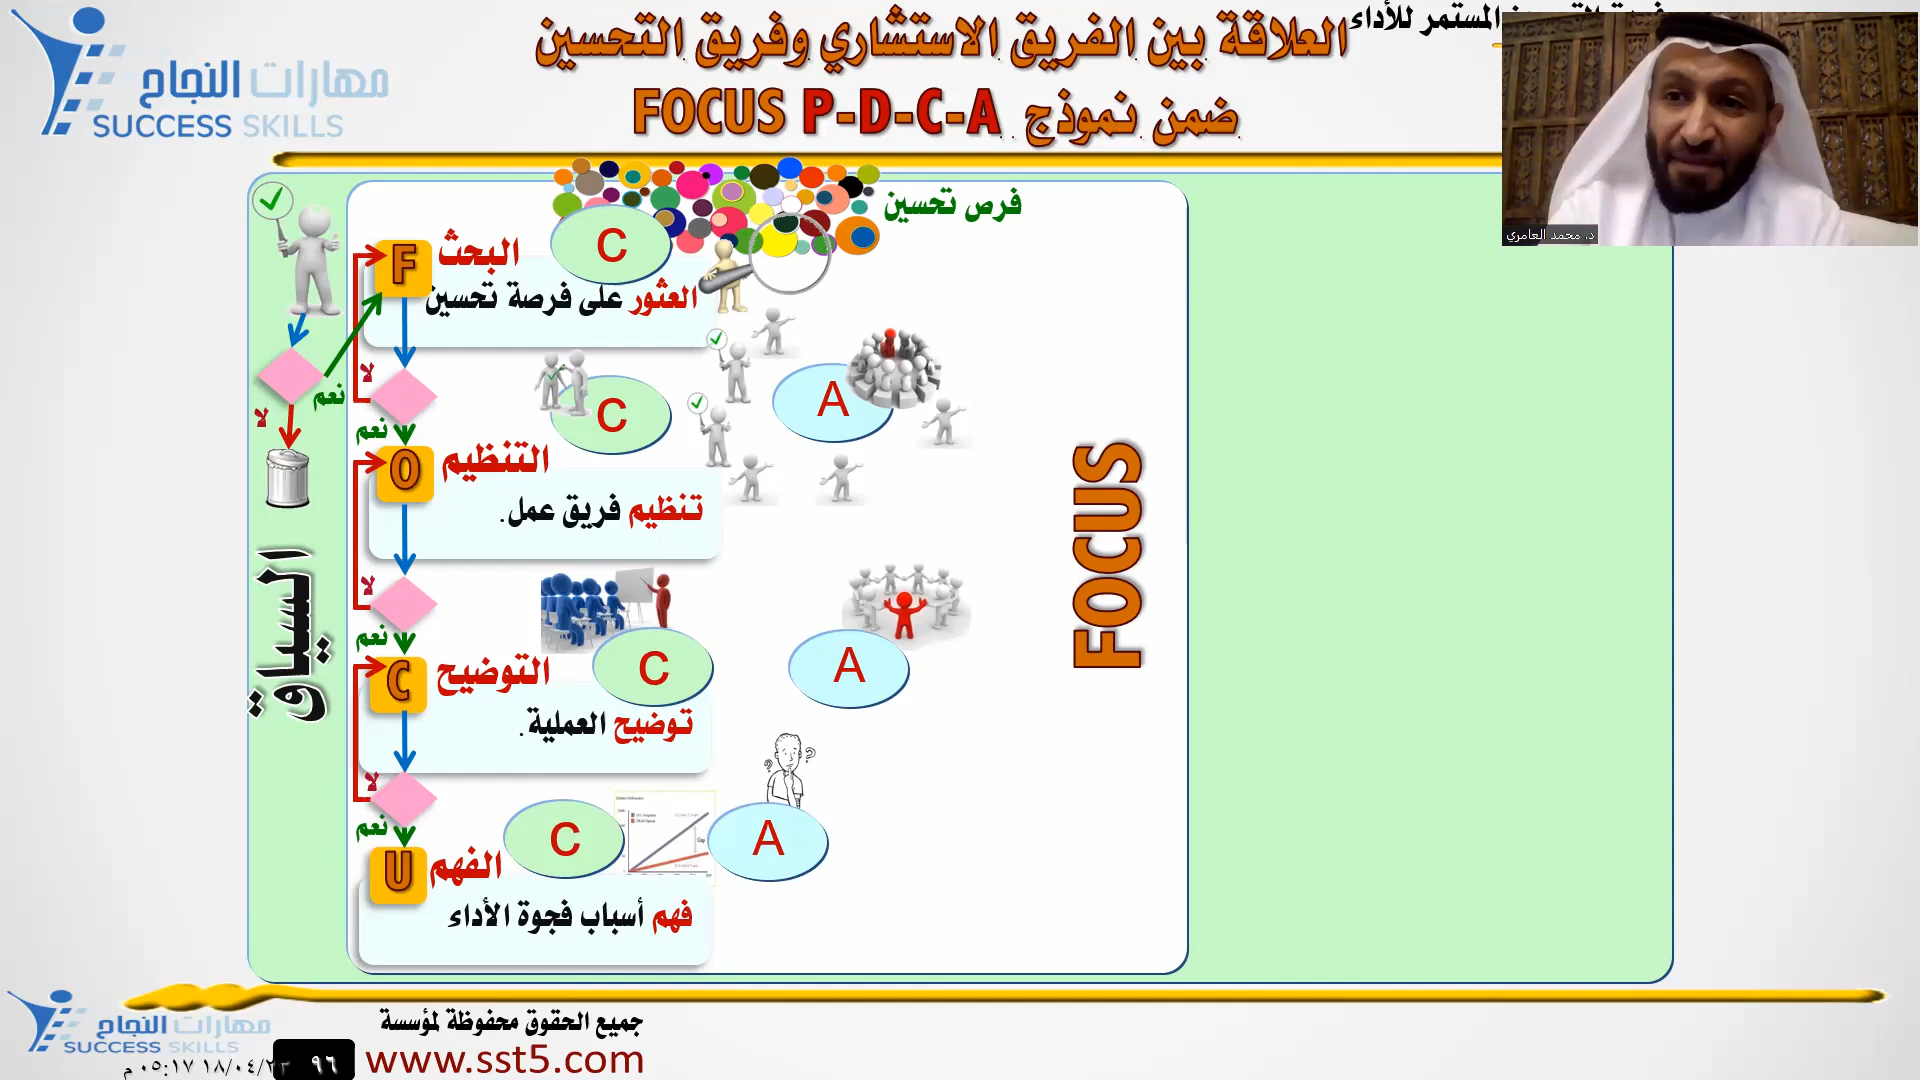 المستمر للأداء
العلاقة بين الفريق الاستشاري وفريق التحسين
ضمن نموذج FOCUS P-D-C-A
مهارات النجاح
SUCCESS SKILLS
د. محمد العامري
فرص تحسين
F
البحث
C
العثور على فرصة تحسين
لا
نعم
لا
نعم
C
A
O
التنظيم
تنظيم فريق عمل.
لا
نعم
C
التوضيح
C
A
توضيح العملية.
لا
نعم
U
الفهم
C
A
فهم أسباب فجوة الأداء
السياق
FOCUS
مهارات النجاح
SUCCESS SKILLS
جميع الحقوق محفوظة لمؤسسة
www.sst5.com
٩٦